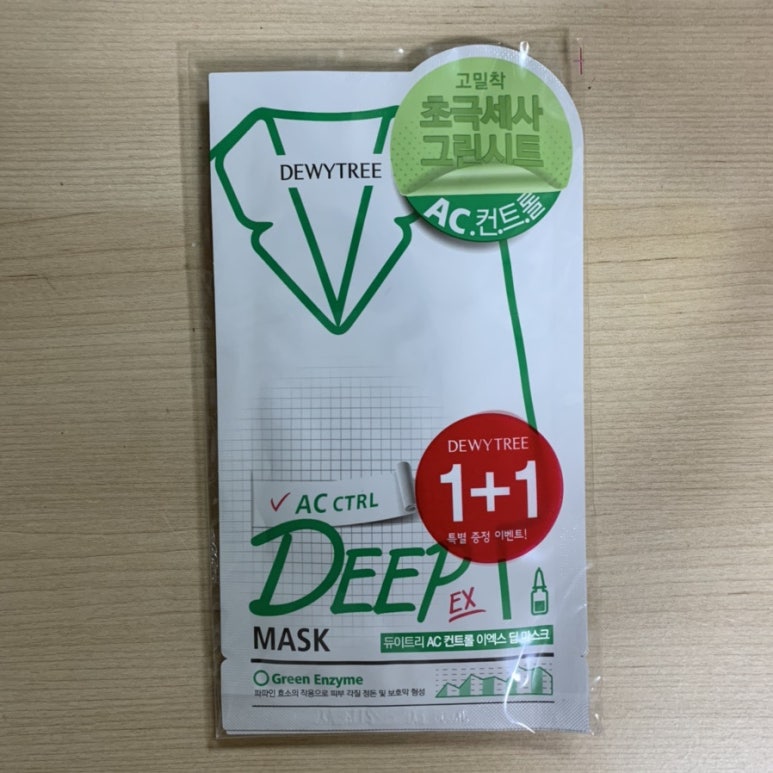 고밀착
초극세사
그린시트
AC.컨.트.롤
DEWYTREE
DEWYTREE
1+1
특별 증정 이벤트!
AC CTRL
DEEP
EX
MASK
듀이트리 AC 컨트롤 이엑스 딥 마스크
Green Enzyme
파파인 효소의 작용으로 피부 각질 정돈 및 보호막 형성